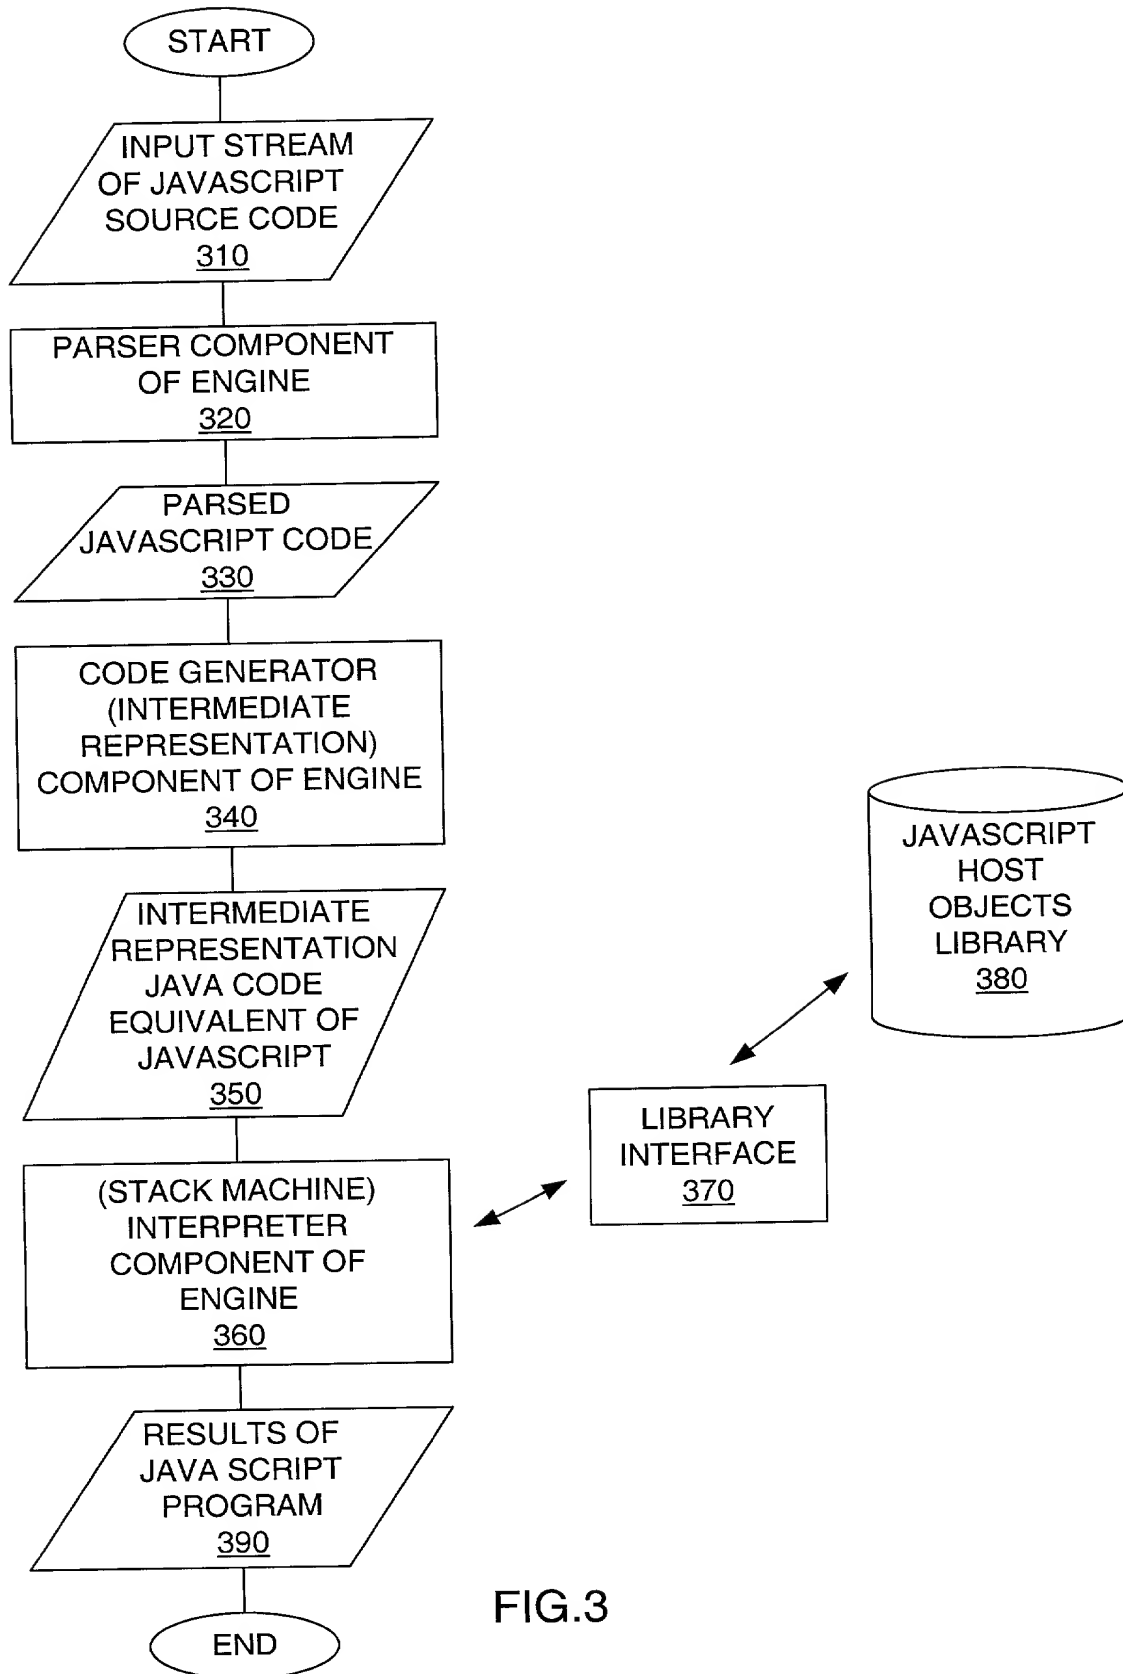 START
INPUT STREAM
OF JAVASCRIPT
SOURCE CODE
310
PARSER COMPONENT
OF ENGINE
320
PARSED
JAVASCRIPT CODE
330
CODE GENERATOR
(INTERMEDIATE
REPRESENTATION)
COMPONENT OF ENGINE
340
INTERMEDIATE
REPRESENTATION
JAVA CODE
EQUIVALENT OF
JAVASCRIPT
350
(STACK MACHINE)
INTERPRETER
COMPONENT OF
ENGINE
360
LIBRARY
INTERFACE
370
JAVASCRIPT
HOST
OBJECTS
LIBRARY
380
RESULTS OF
JAVA SCRIPT
PROGRAM
390
END
FIG.3